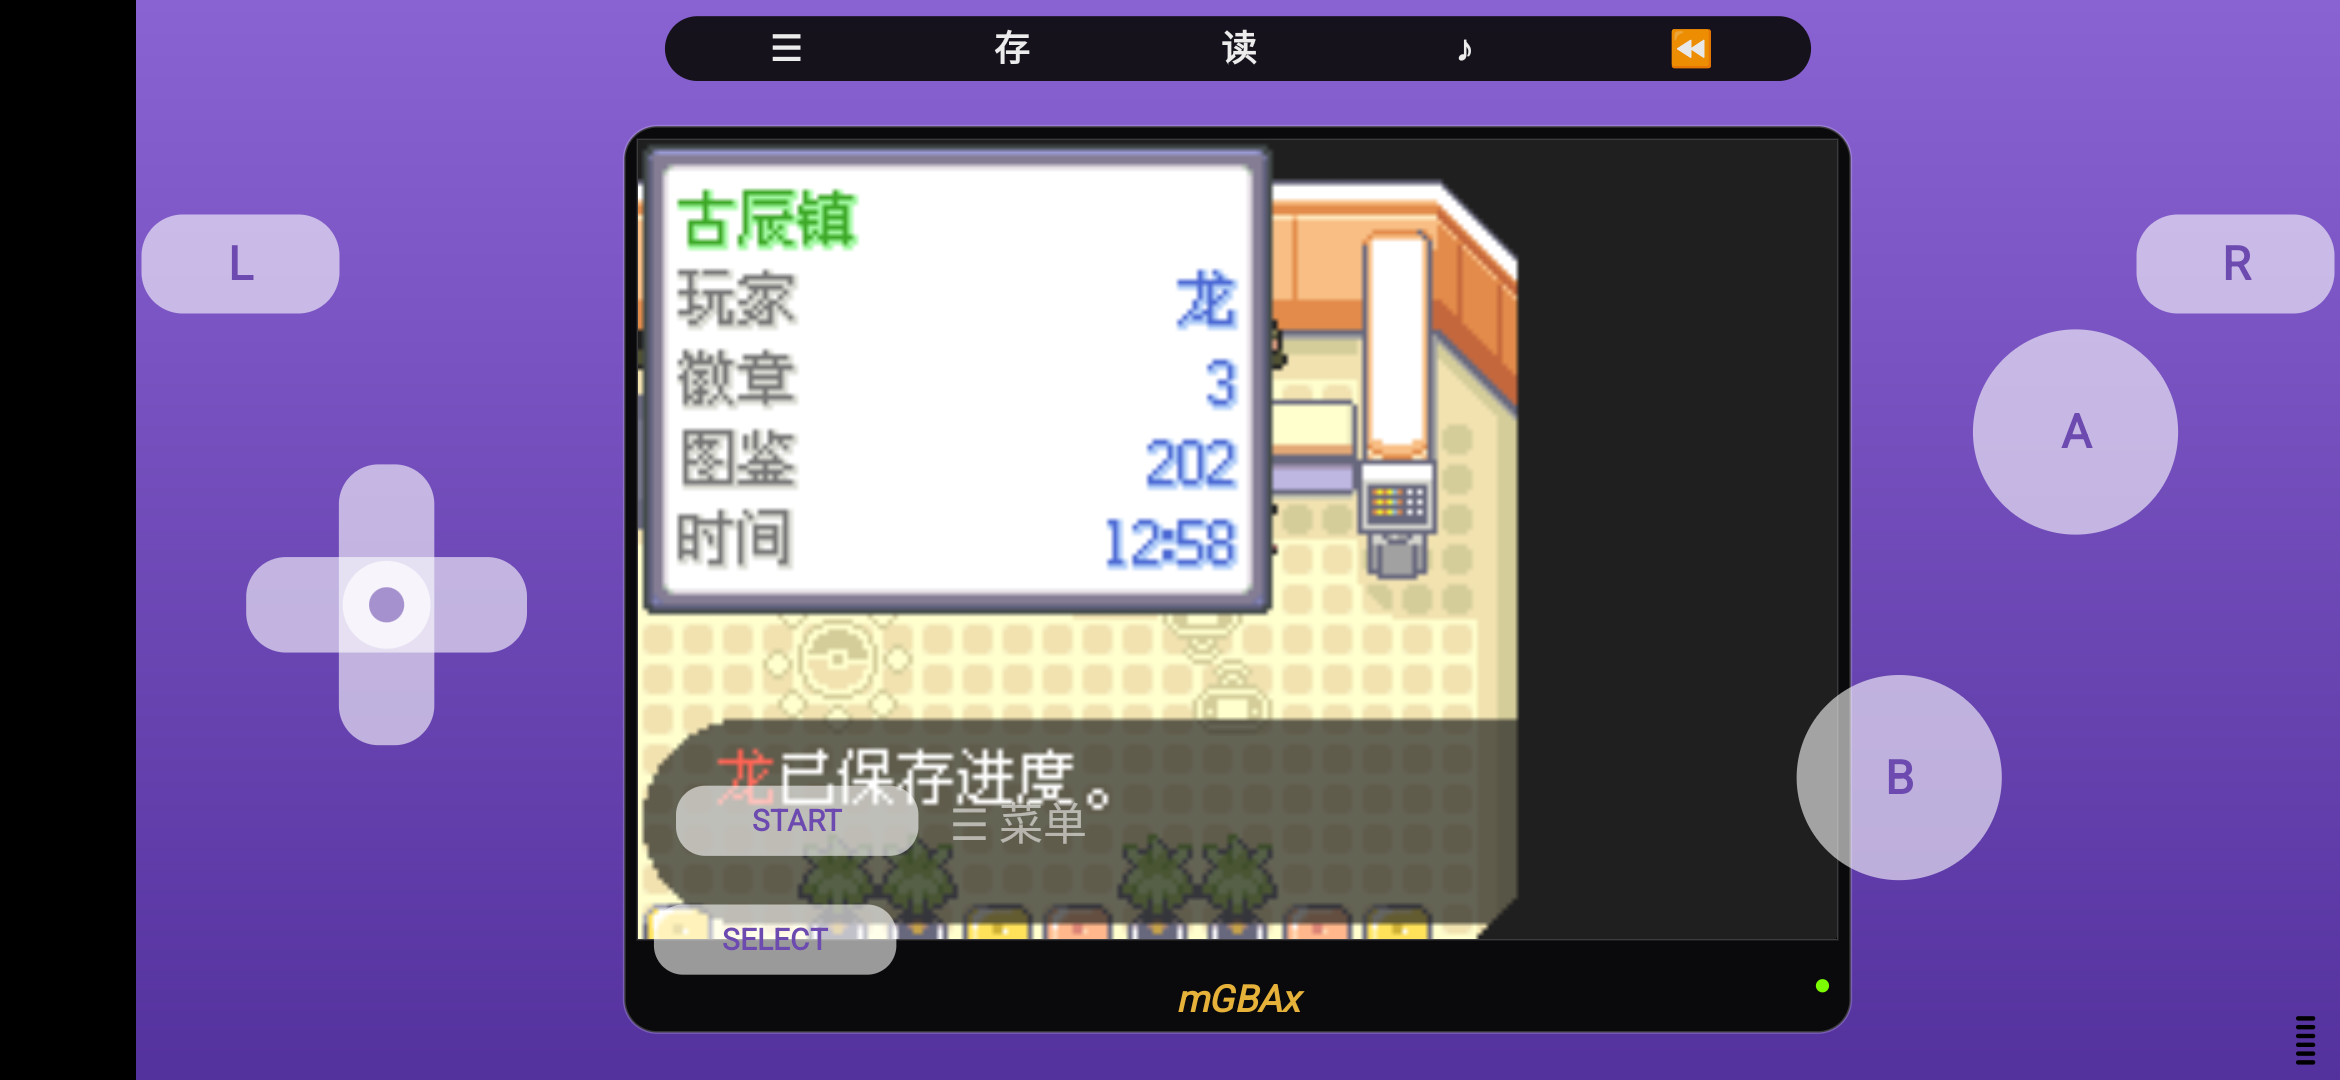 ☰ 存 读 ♪ ⏪
L
R
古辰镇
玩家 龙
徽章 3
图鉴 202
时间 12:58
A
龙已保存进度。
B
START ☰ 菜单
SELECT
mGBAx